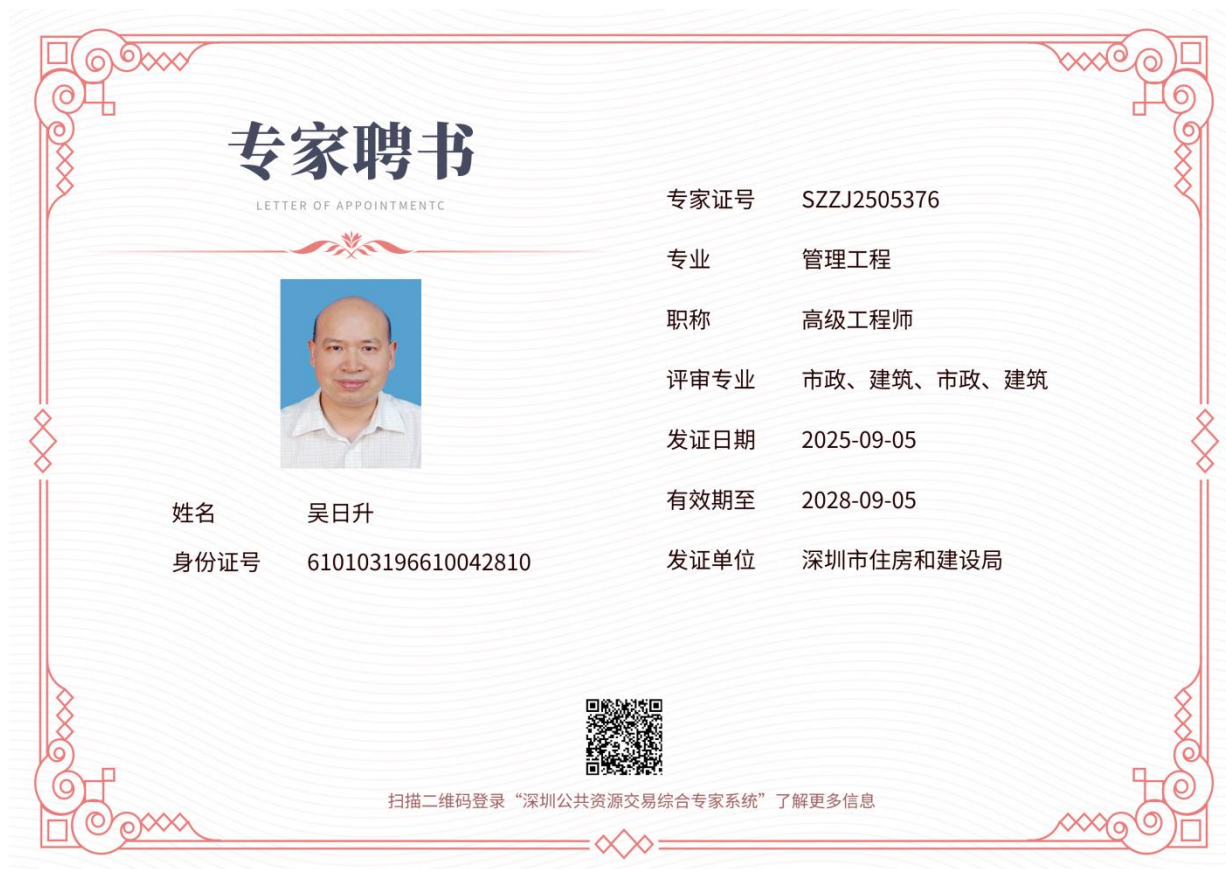 专家聘书
LETTER OF APPOINTMENTC
姓名 吴日升
身份证号 610103196610042810
专家证号 SZZJ2505376
专业 管理工程
职称 高级工程师
评审专业 市政、建筑、市政、建筑
发证日期 2025-09-05
有效期至 2028-09-05
发证单位 深圳市住房和建设局
扫描二维码登录“深圳公共资源交易综合专家系统”了解更多信息